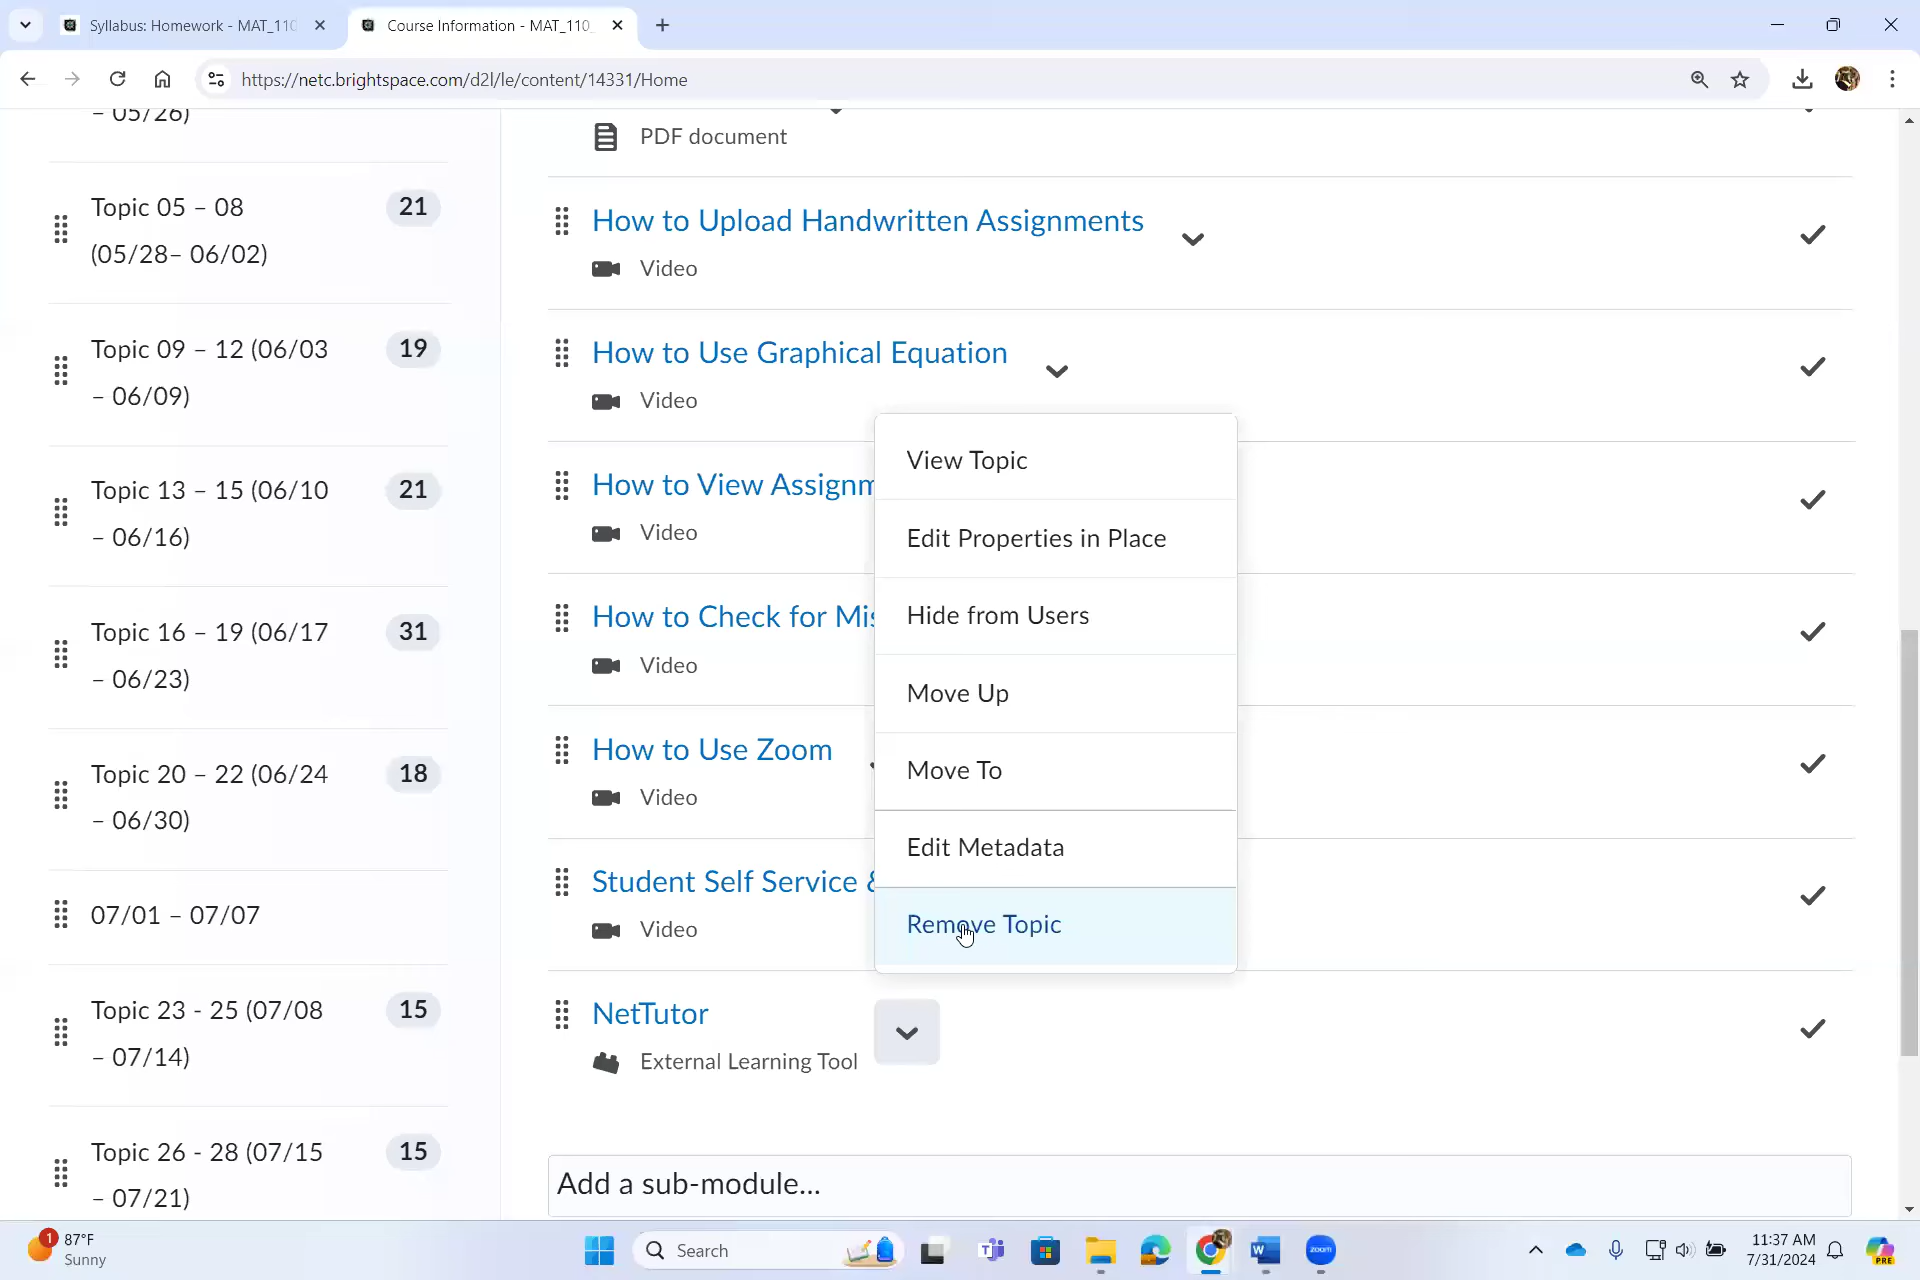 Syllabus: Homework - MAT_110
Course Information - MAT_110_
https://netc.brightspace.com/d2l/le/content/14331/Home
– 05/26)
Topic 05 – 08
(05/28– 06/02)
21
Topic 09 – 12 (06/03
– 06/09)
19
Topic 13 – 15 (06/10
– 06/16)
21
Topic 16 – 19 (06/17
– 06/23)
31
Topic 20 – 22 (06/24
– 06/30)
18
07/01 – 07/07
Topic 23 - 25 (07/08
– 07/14)
15
Topic 26 - 28 (07/15
– 07/21)
15
PDF document
How to Upload Handwritten Assignments
Video
How to Use Graphical Equation
Video
How to View Assignm
Video
How to Check for Mis
Video
How to Use Zoom
Video
Student Self Service &
Video
NetTutor
External Learning Tool
View Topic
Edit Properties in Place
Hide from Users
Move Up
Move To
Edit Metadata
Remove Topic
Add a sub-module...
1
87°F
Sunny
Search
zoom
PRE
11:37 AM
7/31/2024